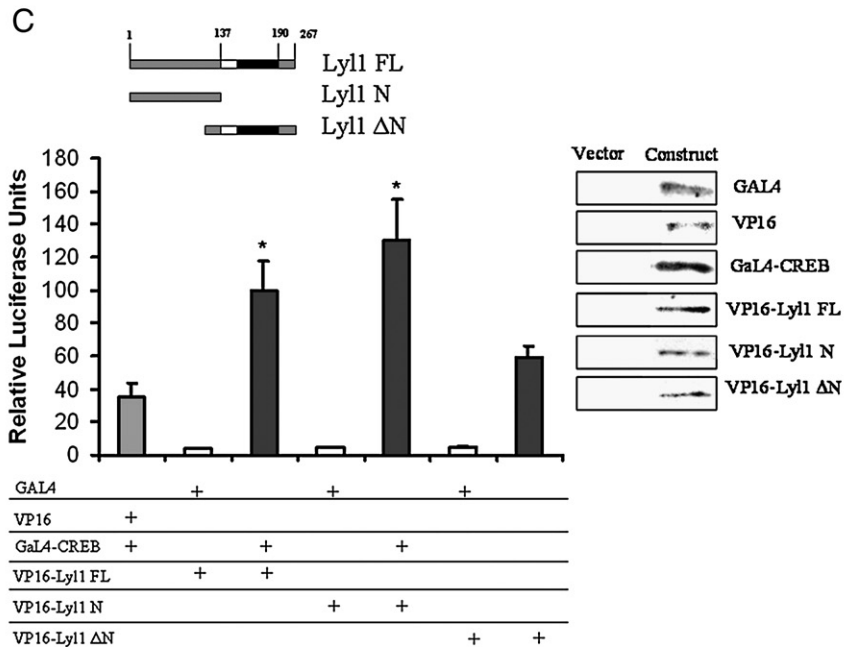 C
1 137 190 267
Lyl1 FL
Lyl1 N
Lyl1 ΔN
Relative Luciferase Units
180
160
140
120
100
80
60
40
20
0
* *
Vector Construct
GAL4
VP16
GaL4-CREB
VP16-Lyl1 FL
VP16-Lyl1 N
VP16-Lyl1 ΔN
GAL4 + + +
VP16 +
GaL4-CREB + + +
VP16-Lyl1 FL + +
VP16-Lyl1 N + +
VP16-Lyl1 ΔN + +